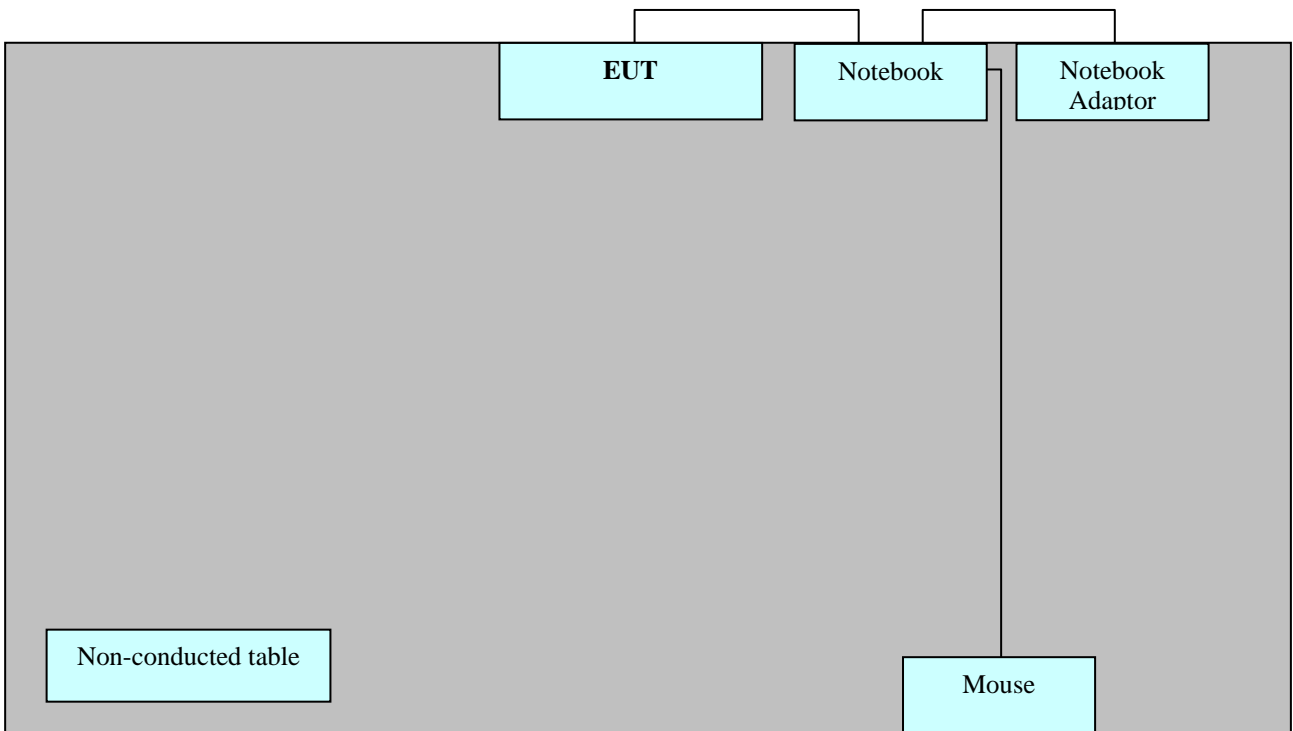 EUT
Notebook
Notebook
Adaptor
Non-conducted table
Mouse